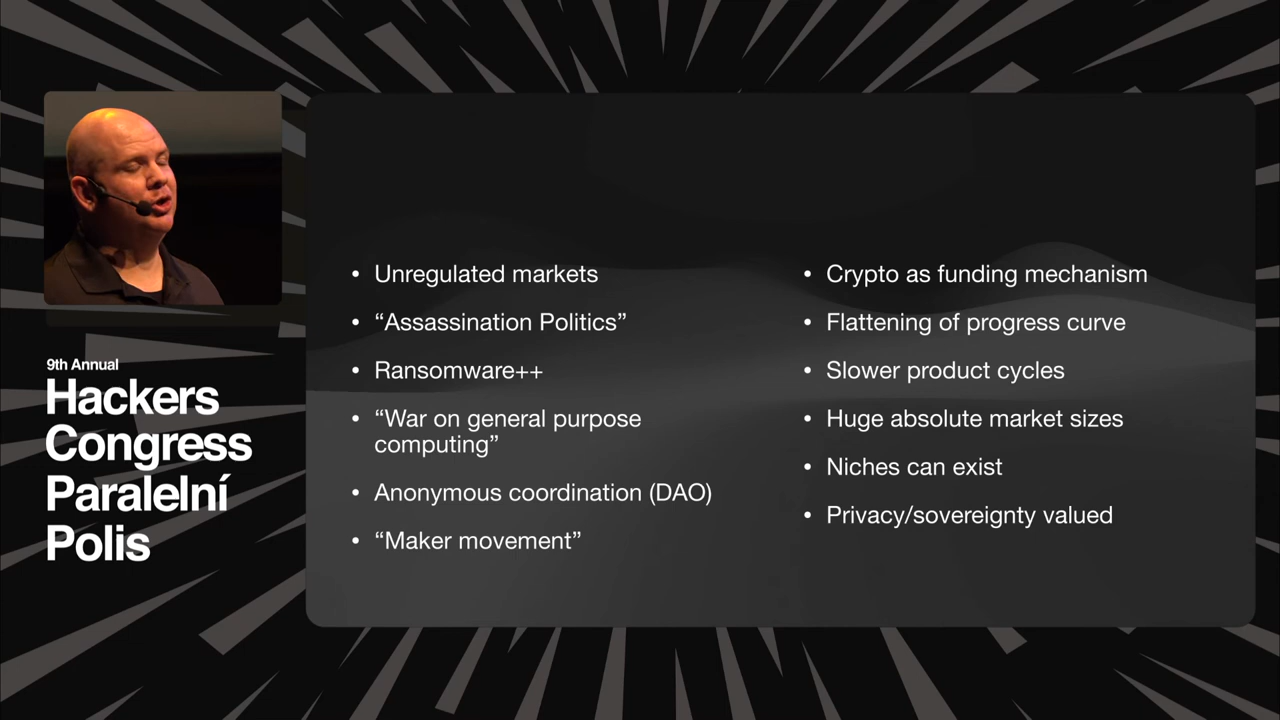 9th Annual
Hackers
Congress
Paralelní
Polis
• Unregulated markets
• “Assassination Politics”
• Ransomware++
• “War on general purpose
computing”
• Anonymous coordination (DAO)
• “Maker movement”
• Crypto as funding mechanism
• Flattening of progress curve
• Slower product cycles
• Huge absolute market sizes
• Niches can exist
• Privacy/sovereignty valued